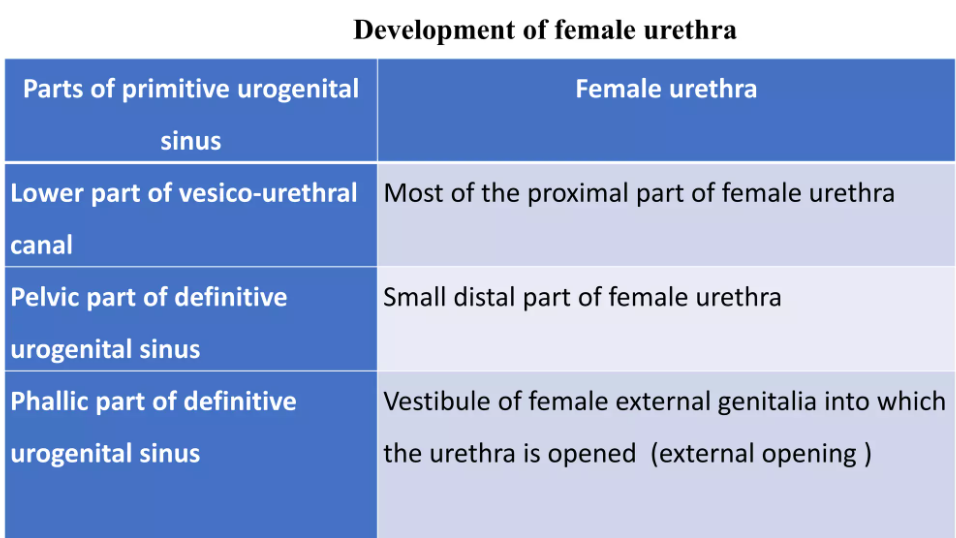 Development of female urethra
Parts of primitive urogenital
sinus
Female urethra
Lower part of vesico-urethral
canal
Most of the proximal part of female urethra
Pelvic part of definitive
urogenital sinus
Small distal part of female urethra
Phallic part of definitive
urogenital sinus
Vestibule of female external genitalia into which
the urethra is opened (external opening )